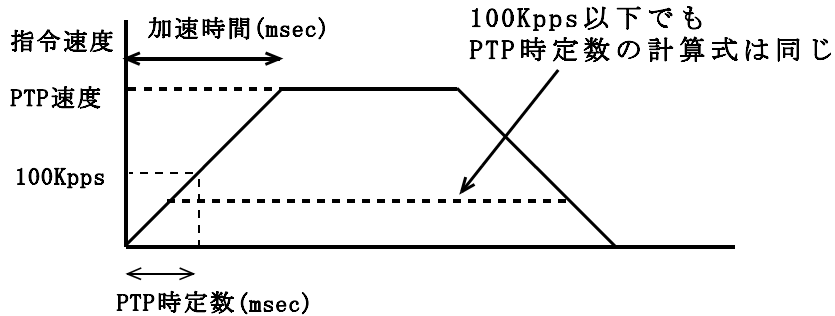 100Kpps以下でも
PTP時定数の計算式は同じ
加速時間(msec)
指令速度
PTP速度
100Kpps
PTP時定数(msec)